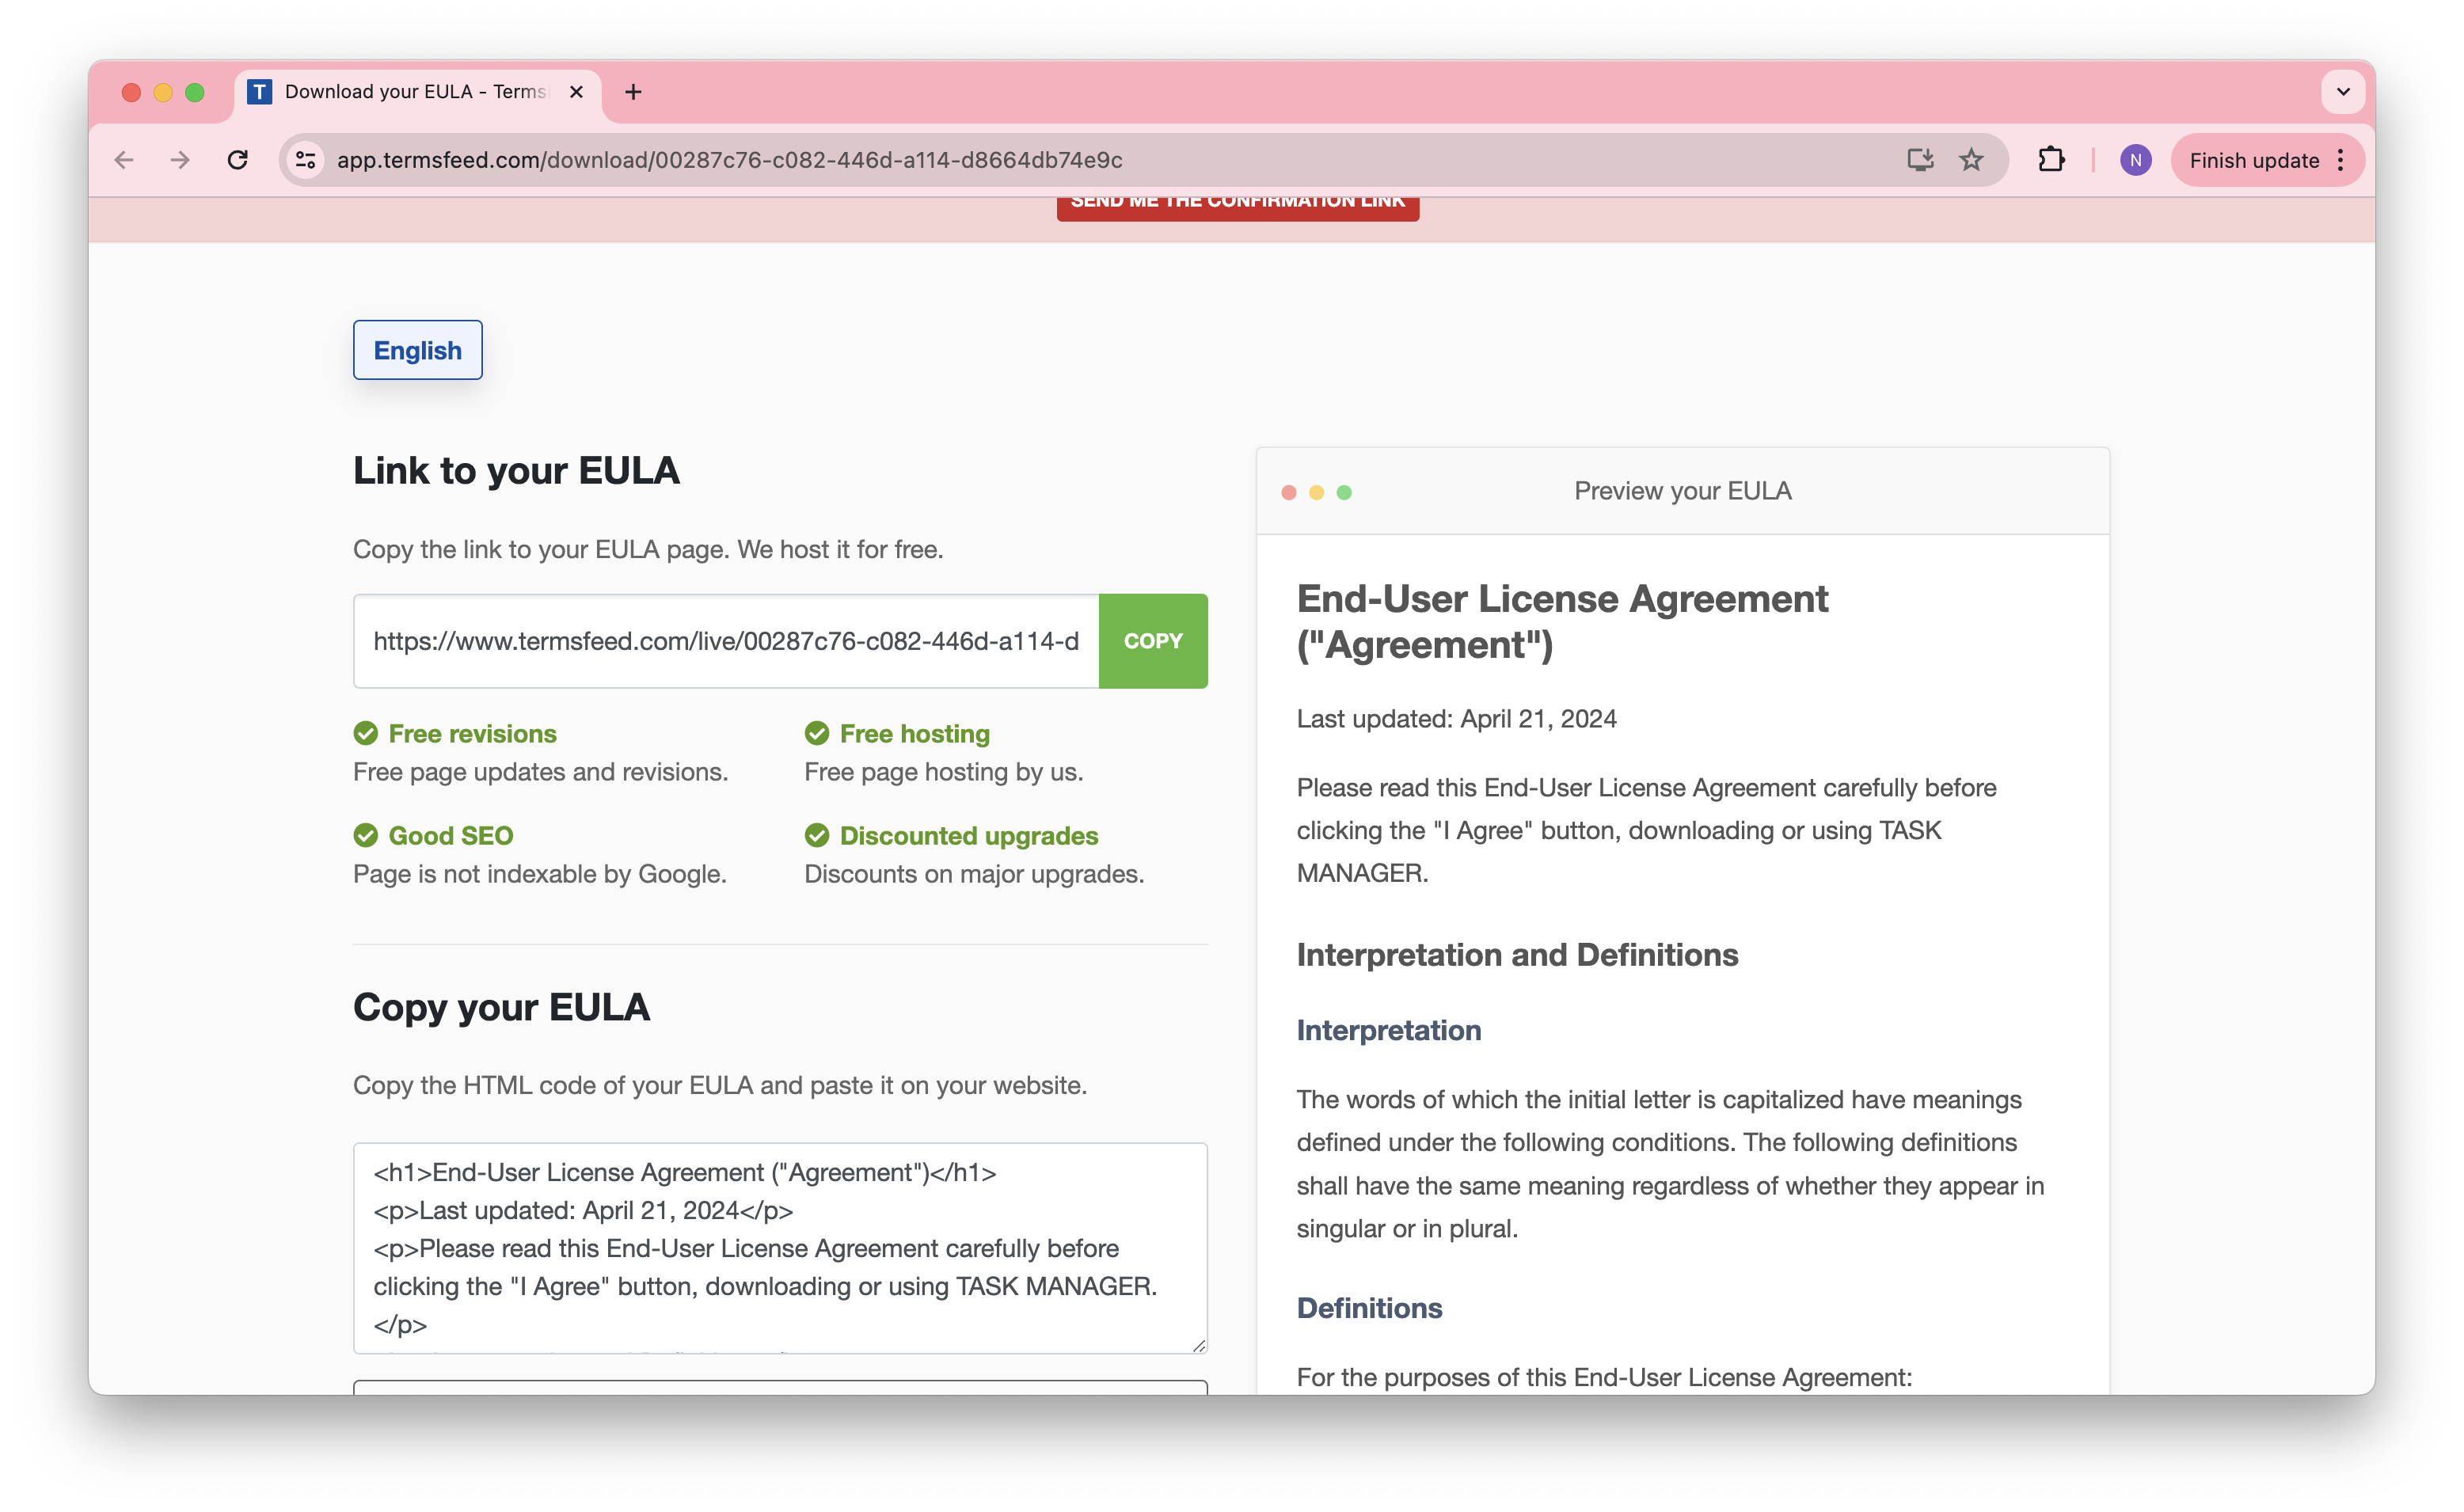 Download your EULA - Terms
app.termsfeed.com/download/00287c76-c082-446d-a114-d8664db74e9c
N
Finish update
SEND ME THE CONFIRMATION LINK
English
Link to your EULA
Copy the link to your EULA page. We host it for free.
https://www.termsfeed.com/live/00287c76-c082-446d-a114-d
COPY
Free revisions
Free page updates and revisions.
Free hosting
Free page hosting by us.
Good SEO
Page is not indexable by Google.
Discounted upgrades
Discounts on major upgrades.
Copy your EULA
Copy the HTML code of your EULA and paste it on your website.
<h1>End-User License Agreement ("Agreement")</h1>
<p>Last updated: April 21, 2024</p>
<p>Please read this End-User License Agreement carefully before
clicking the "I Agree" button, downloading or using TASK MANAGER.
</p>
Preview your EULA
End-User License Agreement
("Agreement")
Last updated: April 21, 2024
Please read this End-User License Agreement carefully before
clicking the "I Agree" button, downloading or using TASK
MANAGER.
Interpretation and Definitions
Interpretation
The words of which the initial letter is capitalized have meanings
defined under the following conditions. The following definitions
shall have the same meaning regardless of whether they appear in
singular or in plural.
Definitions
For the purposes of this End-User License Agreement: